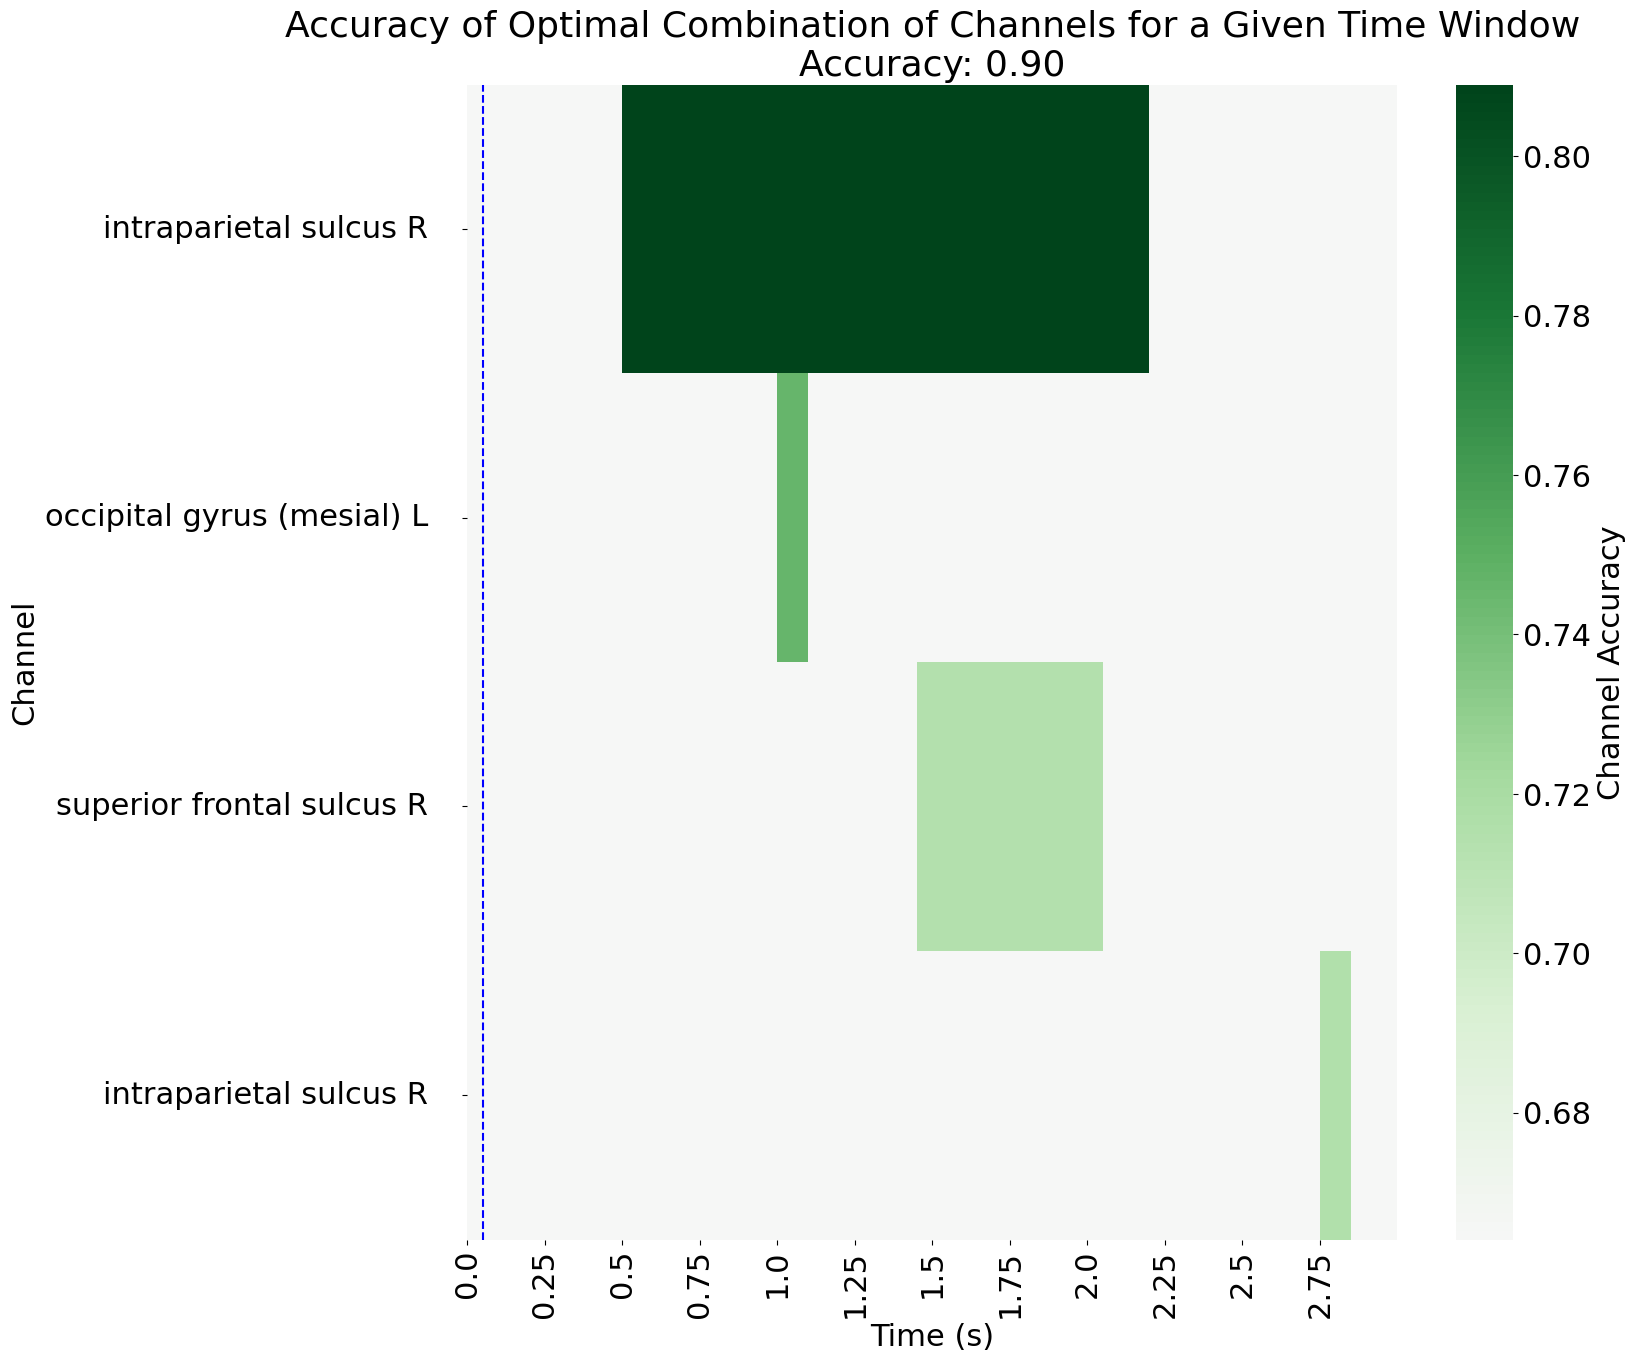 Accuracy of Optimal Combination of Channels for a Given Time Window
Accuracy: 0.90
Channel
intraparietal sulcus R
occipital gyrus (mesial) L
superior frontal sulcus R
intraparietal sulcus R
0.0
0.25
0.5
0.75
1.0
1.25
1.5
1.75
2.0
2.25
2.5
2.75
Time (s)
0.80
0.78
0.76
0.74
0.72
0.70
0.68
Channel Accuracy